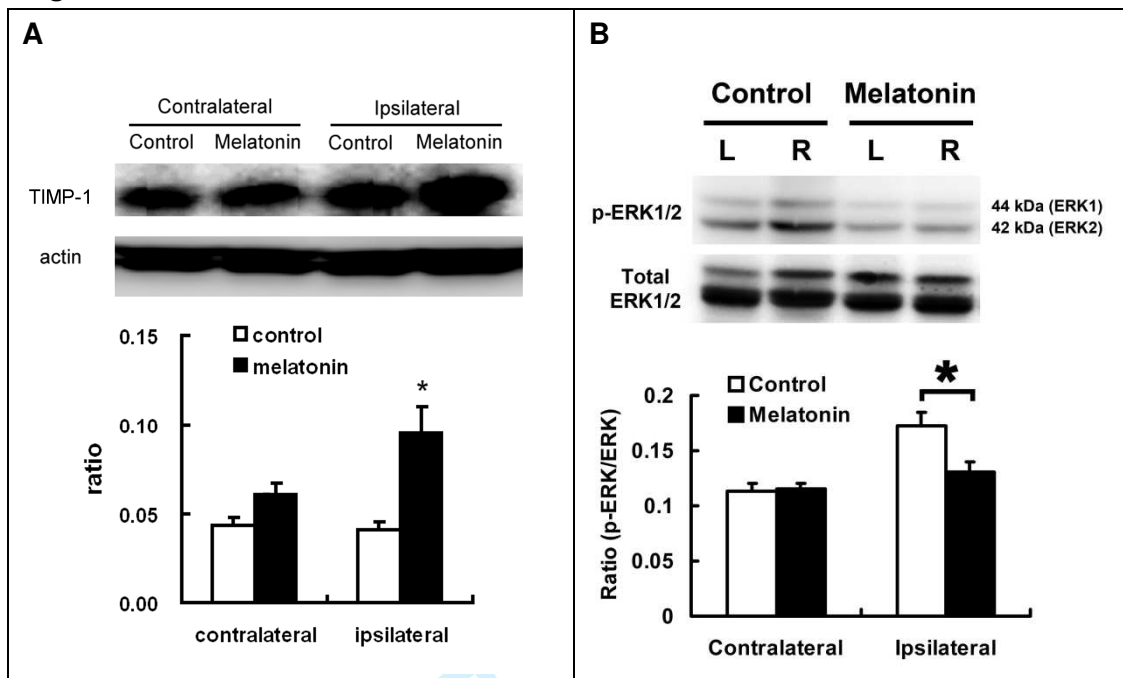 A
Contralateral Ipsilateral
Control Melatonin Control Melatonin
TIMP-1
actin
control
melatonin
0.15
0.10
0.05
0.00
ratio
contralateral ipsilateral
*
B
Control Melatonin
L R L R
p-ERK1/2
44 kDa (ERK1)
42 kDa (ERK2)
Total
ERK1/2
Control
Melatonin
*
0.2
0.15
0.1
0.05
0
Ratio (p-ERK/ERK)
Contralateral Ipsilateral